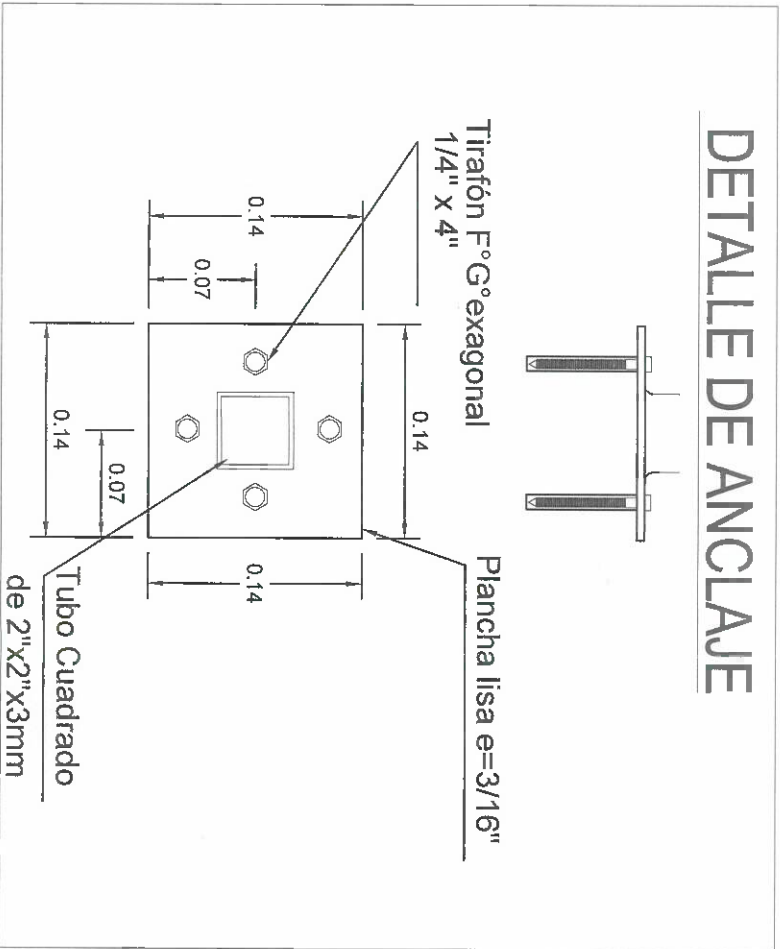 DETALLE DE ANCLAJE
Tirafón F°G°exagonal
1/4" x 4"
Plancha lisa e=3/16"
0.14
0.07
0.14
0.14
0.14
0.07
Tubo Cuadrado
de 2"x2"x3mm